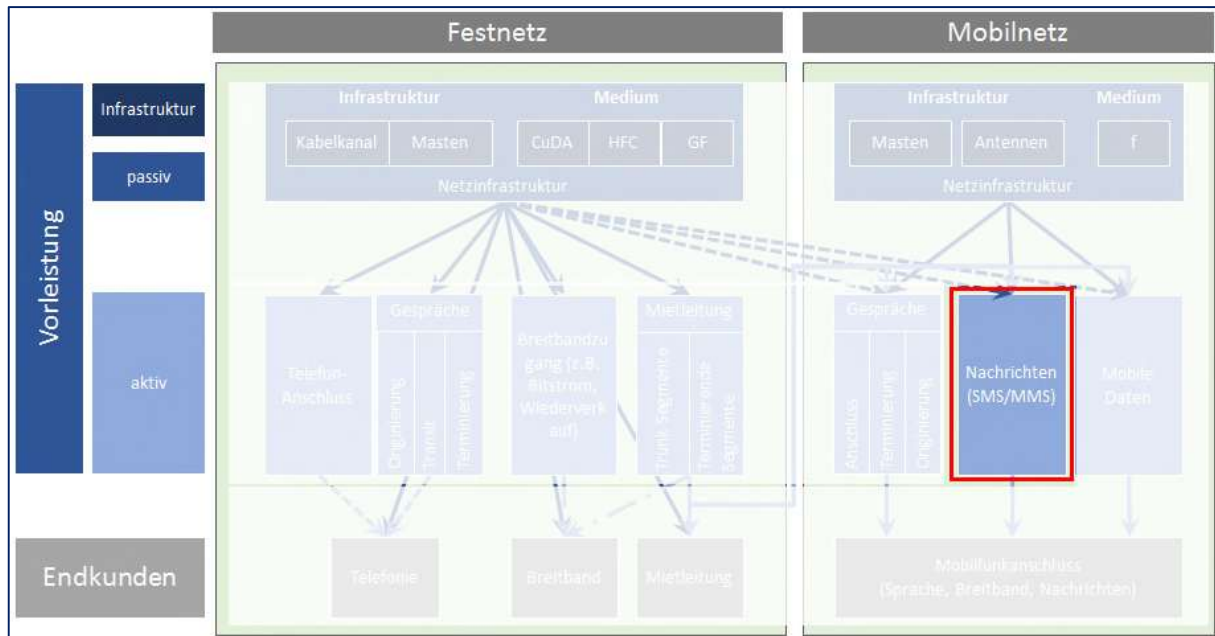 Festnetz
Mobilnetz
Vorleistung
Infrastruktur
passiv
aktiv
Endkunden
Infrastruktur
Medium
Kabelkanal
Masten
CuDA
HFC
GF
Netzinfrastruktur
Infrastruktur
Medium
Masten
Antennen
f
Netzinfrastruktur
Telefon-
Anschluss
Gespräche
Originierung
Transit
Terminierung
Breitbandzu
gang (z.B.
Bitstrom,
Wiederverk
auf)
Mietleitung
Trunk-Segmente
Terminierende
Segmente
Gespräche
Anschluss
Terminierung
Originierung
Nachrichten
(SMS/MMS)
Mobile
Daten
Telefonie
Breitband
Mietleitung
Mobilfunkanschluss
(Sprache, Breitband, Nachrichten)